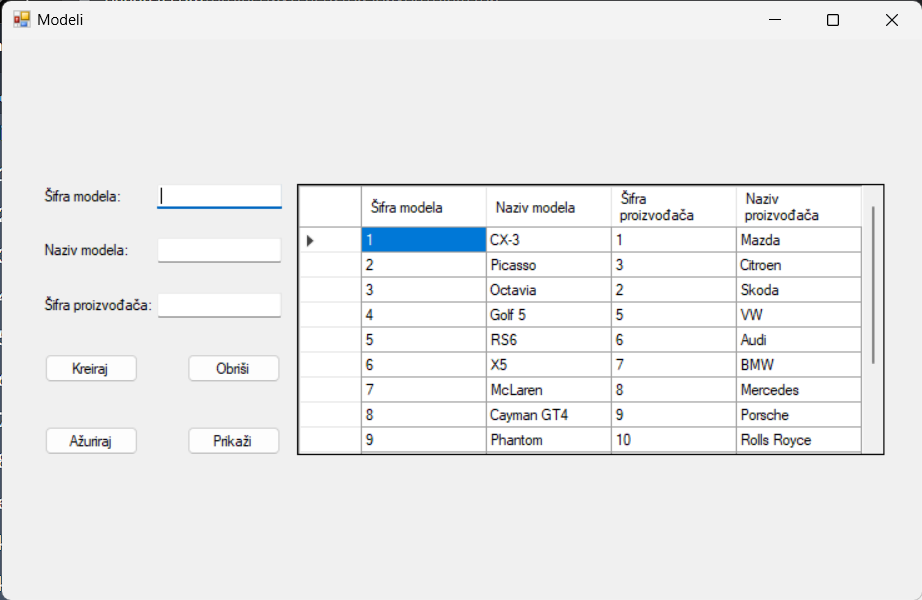 Modeli
Šifra modela:
Naziv modela:
Šifra proizvođača:
Kreiraj Obriši
Ažuriraj Prikaži
Šifra modela Naziv modela Šifra proizvođača Naziv proizvođača
1 CX-3 1 Mazda
2 Picasso 3 Citroen
3 Octavia 2 Skoda
4 Golf 5 5 VW
5 RS6 6 Audi
6 X5 7 BMW
7 McLaren 8 Mercedes
8 Cayman GT4 9 Porsche
9 Phantom 10 Rolls Royce